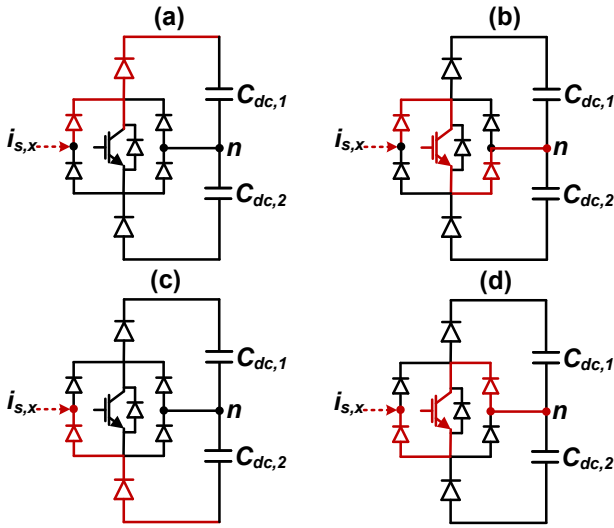 (a)
C_{dc,1}
i_{s,x}
n
C_{dc,2}
(b)
C_{dc,1}
i_{s,x}
n
C_{dc,2}
(c)
C_{dc,1}
i_{s,x}
n
C_{dc,2}
(d)
C_{dc,1}
i_{s,x}
n
C_{dc,2}